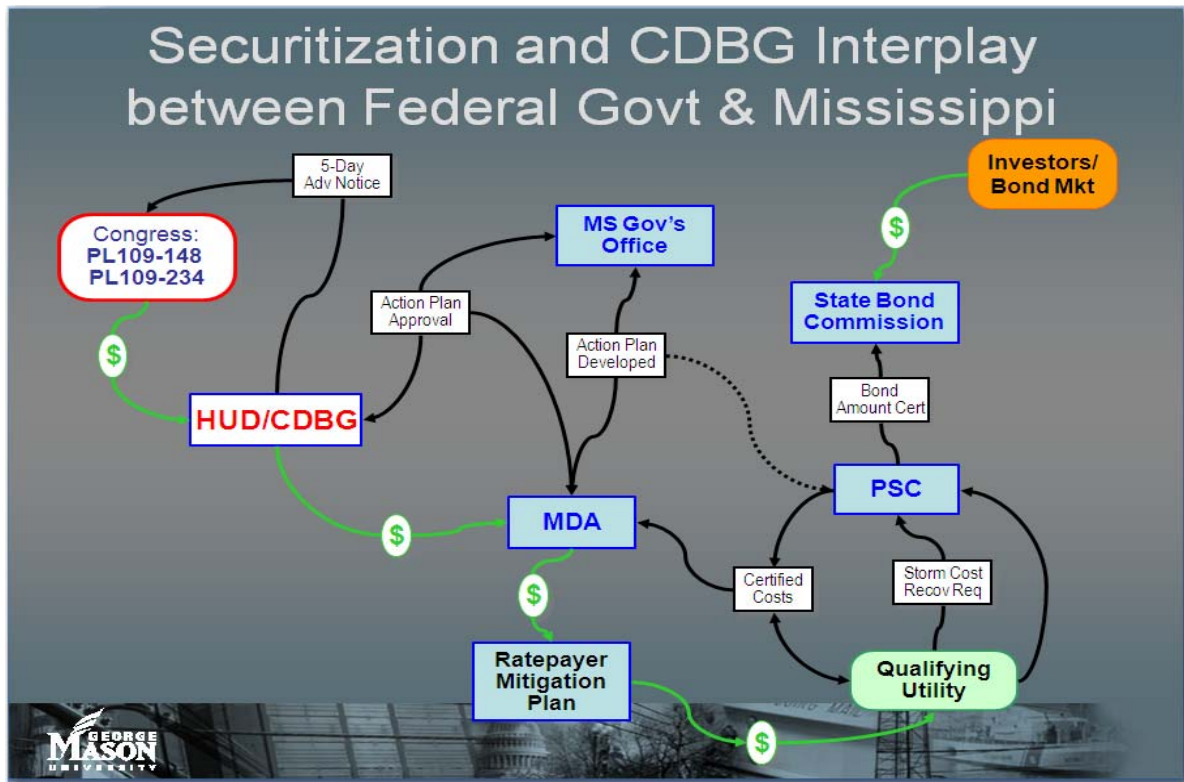 Securitization and CDBG Interplay
between Federal Govt & Mississippi
5-Day
Adv Notice
Investors/
Bond Mkt
Congress:
PL109-148
PL109-234
MS Gov's
Office
$
State Bond
Commission
Action Plan
Approval
Action Plan
Developed
$
Bond
Amount Cert
HUD/CDBG
PSC
MDA
$
Certified
Costs
Storm Cost
Recov Req
$
Ratepayer
Mitigation
Plan
Qualifying
Utility
$
GEORGE
MASON
UNIVERSITY